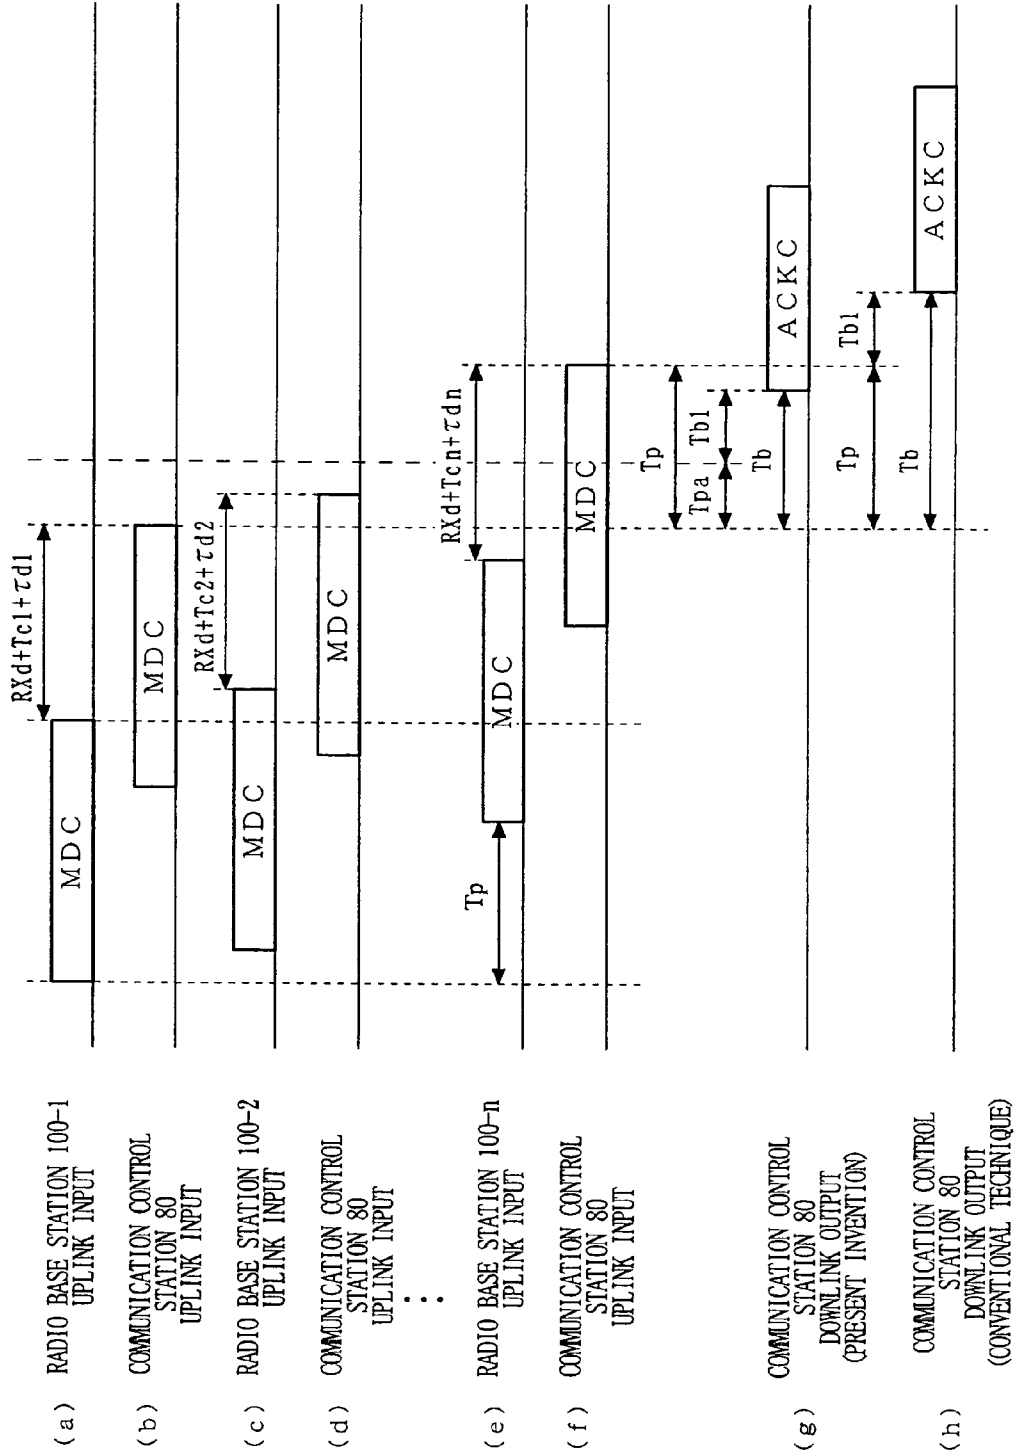 (a) RADIO BASE STATION 100-1
UPLINK INPUT
MDC
RXd+Tc1+τd1
(b) COMMUNICATION CONTROL
STATION 80
UPLINK INPUT
MDC
(c) RADIO BASE STATION 100-2
UPLINK INPUT
MDC
RXd+Tc2+τd2
(d) COMMUNICATION CONTROL
STATION 80
UPLINK INPUT
MDC
...
(e) RADIO BASE STATION 100-n
UPLINK INPUT
Tp
MDC
RXd+Tcn+τdn
(f) COMMUNICATION CONTROL
STATION 80
UPLINK INPUT
MDC
Tp
Tpa
Tb1
Tb
(g) COMMUNICATION CONTROL
STATION 80
DOWNLINK OUTPUT
(PRESENT INVENTION)
ACKC
Tp
Tb1
Tb
(h) COMMUNICATION CONTROL
STATION 80
DOWNLINK OUTPUT
(CONVENTIONAL TECHNIQUE)
ACKC